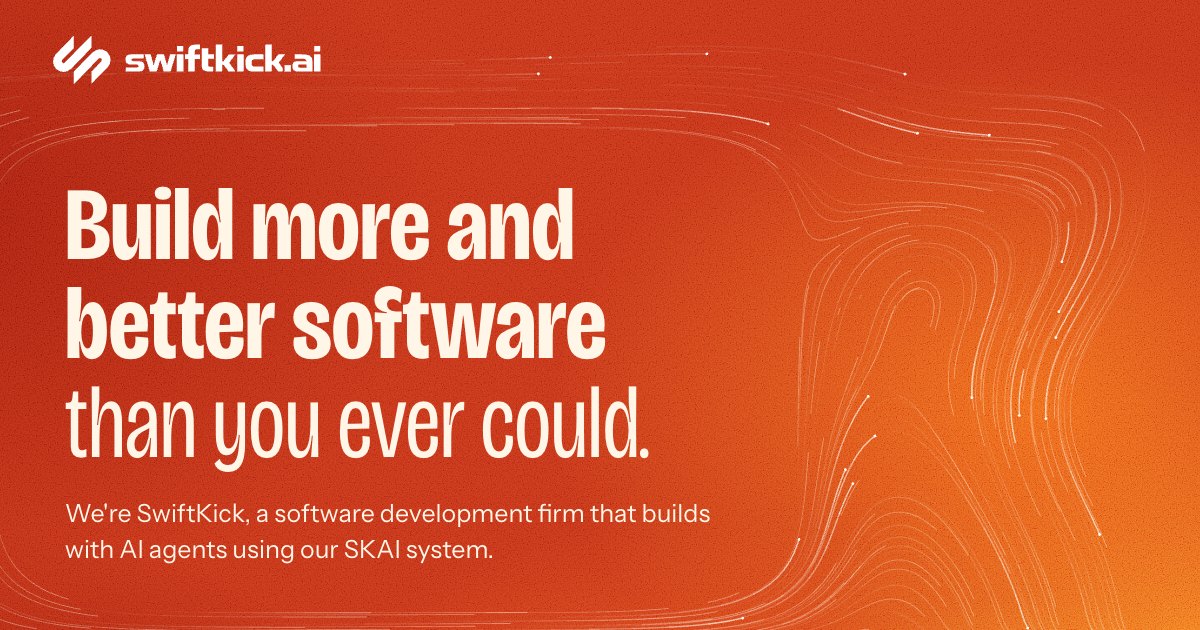 swiftkick.ai
Build more and
better software
than you ever could.
We're SwiftKick, a software development firm that builds
with AI agents using our SKAI system.